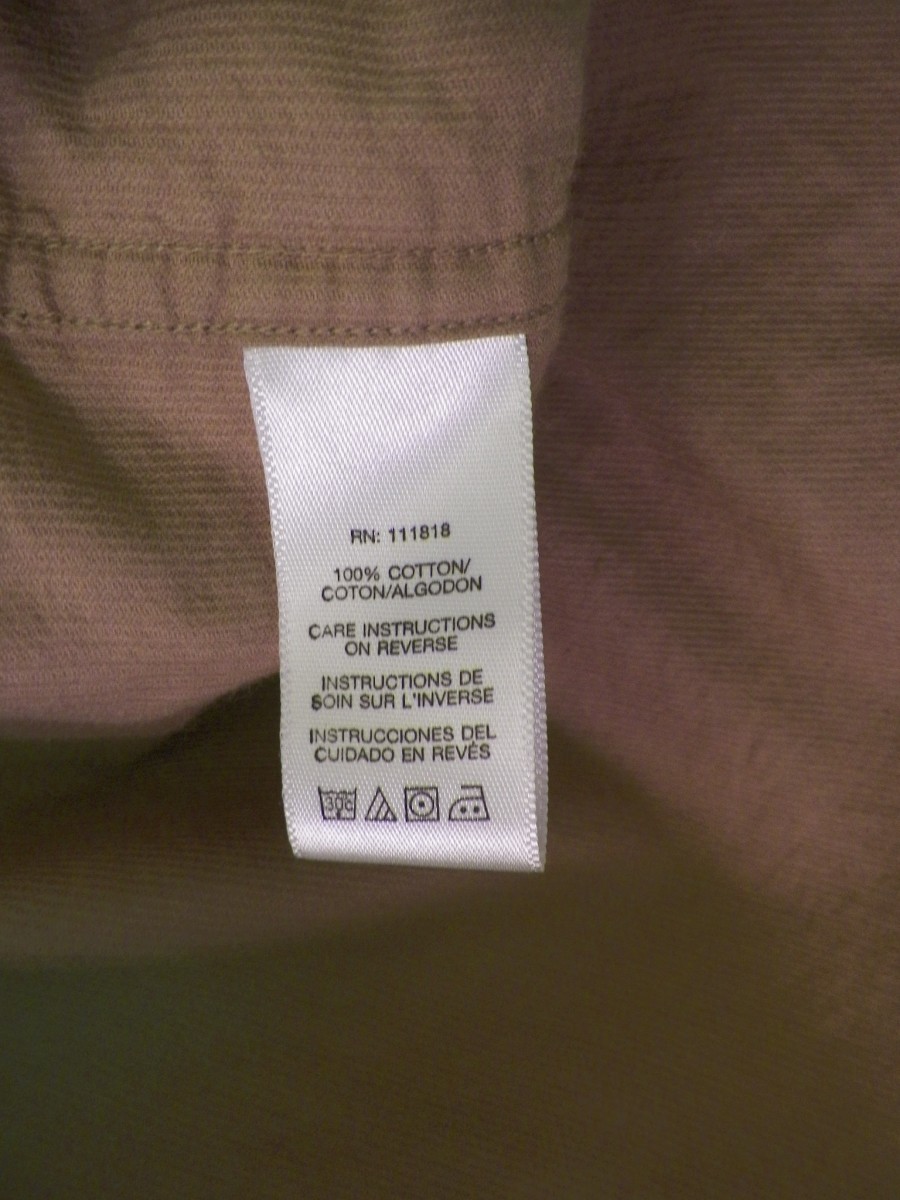 RN: 111818
100% COTTON/
COTON/ALGODON
CARE INSTRUCTIONS
ON REVERSE
INSTRUCTIONS DE
SOIN SUR L'INVERSE
INSTRUCCIONES DEL
CUIDADO EN REVÉS
30°C